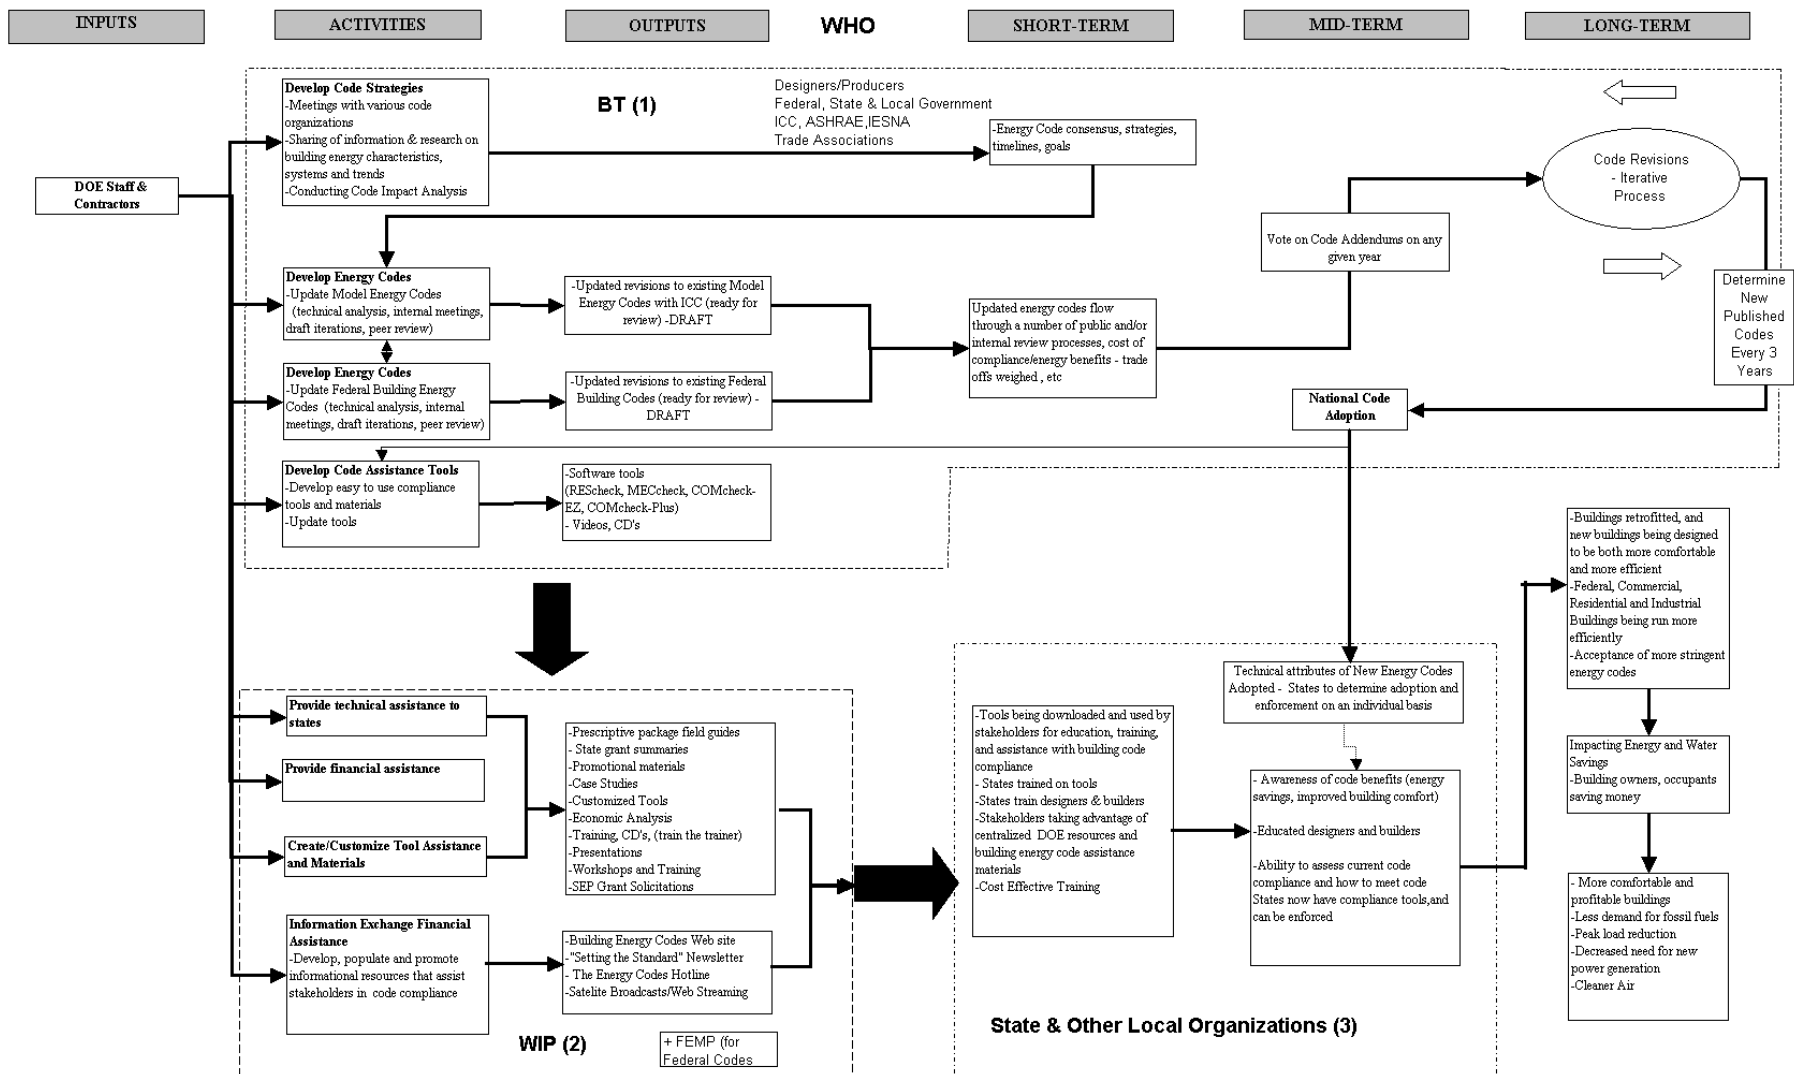 INPUTS
ACTIVITIES
OUTPUTS
WHO
SHORT-TERM
MID-TERM
LONG-TERM
DOE Staff &
Contractors
Develop Code Strategies
-Meetings with various code
organizations
-Sharing of information & research on
building energy characteristics,
systems and trends
-Conducting Code Impact Analysis
BT (1)
Designers/Producers
Federal, State & Local Government
ICC, ASHRAE,IESNA
Trade Associations
-Energy Code consensus, strategies,
timelines, goals
Code Revisions
- Iterative
Process
Vote on Code Addendums on any
given year
Determine
New
Published
Codes
Every 3
Years
Develop Energy Codes
-Update Model Energy Codes
(technical analysis, internal meetings,
draft iterations, peer review)
-Updated revisions to existing Model
Energy Codes with ICC (ready for
review) -DRAFT
Updated energy codes flow
through a number of public and/or
internal review processes, cost of
compliance/energy benefits - trade
offs weighed , etc
Develop Energy Codes
-Update Federal Building Energy
Codes (technical analysis, internal
meetings, draft iterations, peer review)
-Updated revisions to existing Federal
Building Codes (ready for review) -
DRAFT
National Code
Adoption
Develop Code Assistance Tools
-Develop easy to use compliance
tools and materials
-Update tools
-Software tools
(REScheck, MECcheck, COMcheck-
EZ, COMcheck-Plus)
- Videos, CD's
-Buildings retrofitted, and
new buildings being designed
to be both more comfortable
and more efficient
-Federal, Commercial,
Residential and Industrial
Buildings being run more
efficiently
-Acceptance of more stringent
energy codes
Provide technical assistance to
states
Provide financial assistance
Create/Customize Tool Assistance
and Materials
-Prescriptive package field guides
- State grant summaries
-Promotional materials
-Case Studies
-Customized Tools
-Economic Analysis
-Training, CD's, (train the trainer)
-Presentations
-Workshops and Training
-SEP Grant Solicitations
-Tools being downloaded and used by
stakeholders for education, training,
and assistance with building code
compliance
- States trained on tools
-States train designers & builders
-Stakeholders taking advantage of
centralized DOE resources and
building energy code assistance
materials
-Cost Effective Training
Technical attributes of New Energy Codes
Adopted - States to determine adoption and
enforcement on an individual basis
- Awareness of code benefits (energy
savings, improved building comfort)
-Educated designers and builders
-Ability to assess current code
compliance and how to meet code
States now have compliance tools,and
can be enforced
Impacting Energy and Water
Savings
-Building owners, occupants
saving money
- More comfortable and
profitable buildings
-Less demand for fossil fuels
-Peak load reduction
-Decreased need for new
power generation
-Cleaner Air
Information Exchange Financial
Assistance
-Develop, populate and promote
informational resources that assist
stakeholders in code compliance
-Building Energy Codes Web site
-"Setting the Standard" Newsletter
- The Energy Codes Hotline
-Satelite Broadcasts/Web Streaming
WIP (2)
+ FEMP (for
Federal Codes
State & Other Local Organizations (3)